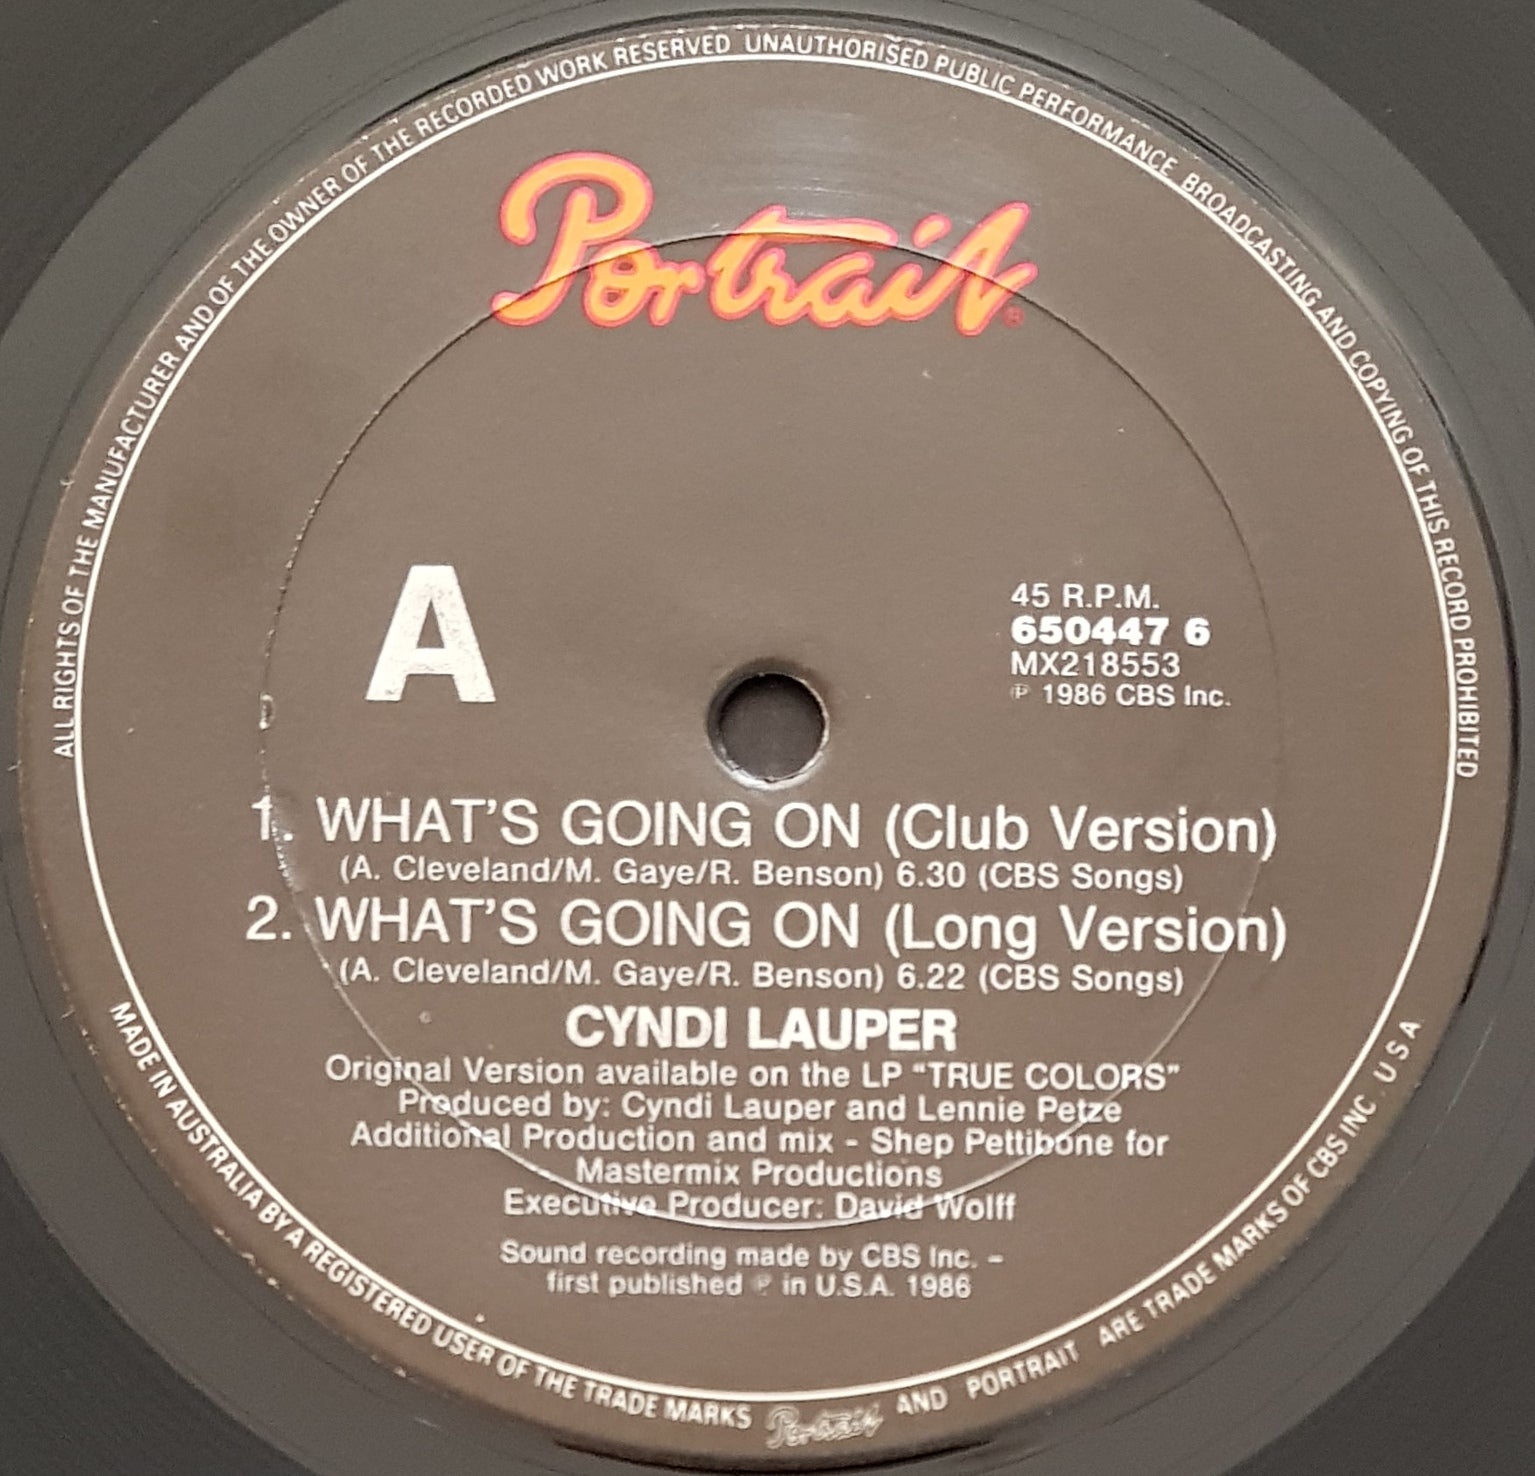 ALL RIGHTS OF THE MANUFACTURER AND OF THE OWNER OF THE RECORDED WORK RESERVED UNAUTHORISED PUBLIC PERFORMANCE BROADCASTING AND COPYING OF THIS RECORD PROHIBITED
Portrait®
A
45 R.P.M.
650447 6
MX218553
℗ 1986 CBS Inc.
1. WHAT'S GOING ON (Club Version)
(A. Cleveland/M. Gaye/R. Benson) 6.30 (CBS Songs)
2. WHAT'S GOING ON (Long Version)
(A. Cleveland/M. Gaye/R. Benson) 6.22 (CBS Songs)
CYNDI LAUPER
Original Version available on the LP "TRUE COLORS"
Produced by: Cyndi Lauper and Lennie Petze
Additional Production and mix - Shep Pettibone for
Mastermix Productions
Executive Producer: David Wolff
Sound recording made by CBS Inc. -
first published ℗ in U.S.A. 1986
MADE IN AUSTRALIA BY A REGISTERED USER OF THE TRADE MARKS Portrait AND PORTRAIT ARE TRADE MARKS OF CBS INC. U S A